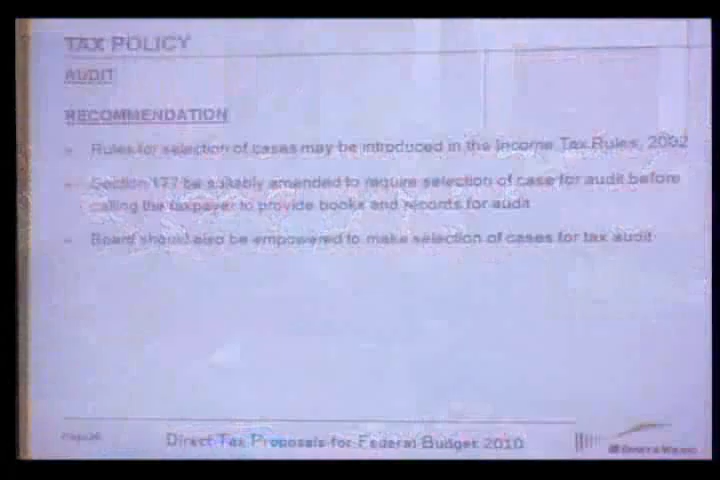 TAX POLICY
AUDIT
RECOMMENDATION
- Rules for selection of cases may be introduced in the Income Tax Rules, 2002
- Section 177 be suitably amended to require selection of case for audit before
calling the taxpayer to provide books and records for audit
- Board should also be empowered to make selection of cases for tax audit
Direct Tax Proposals for Federal Budget 2010